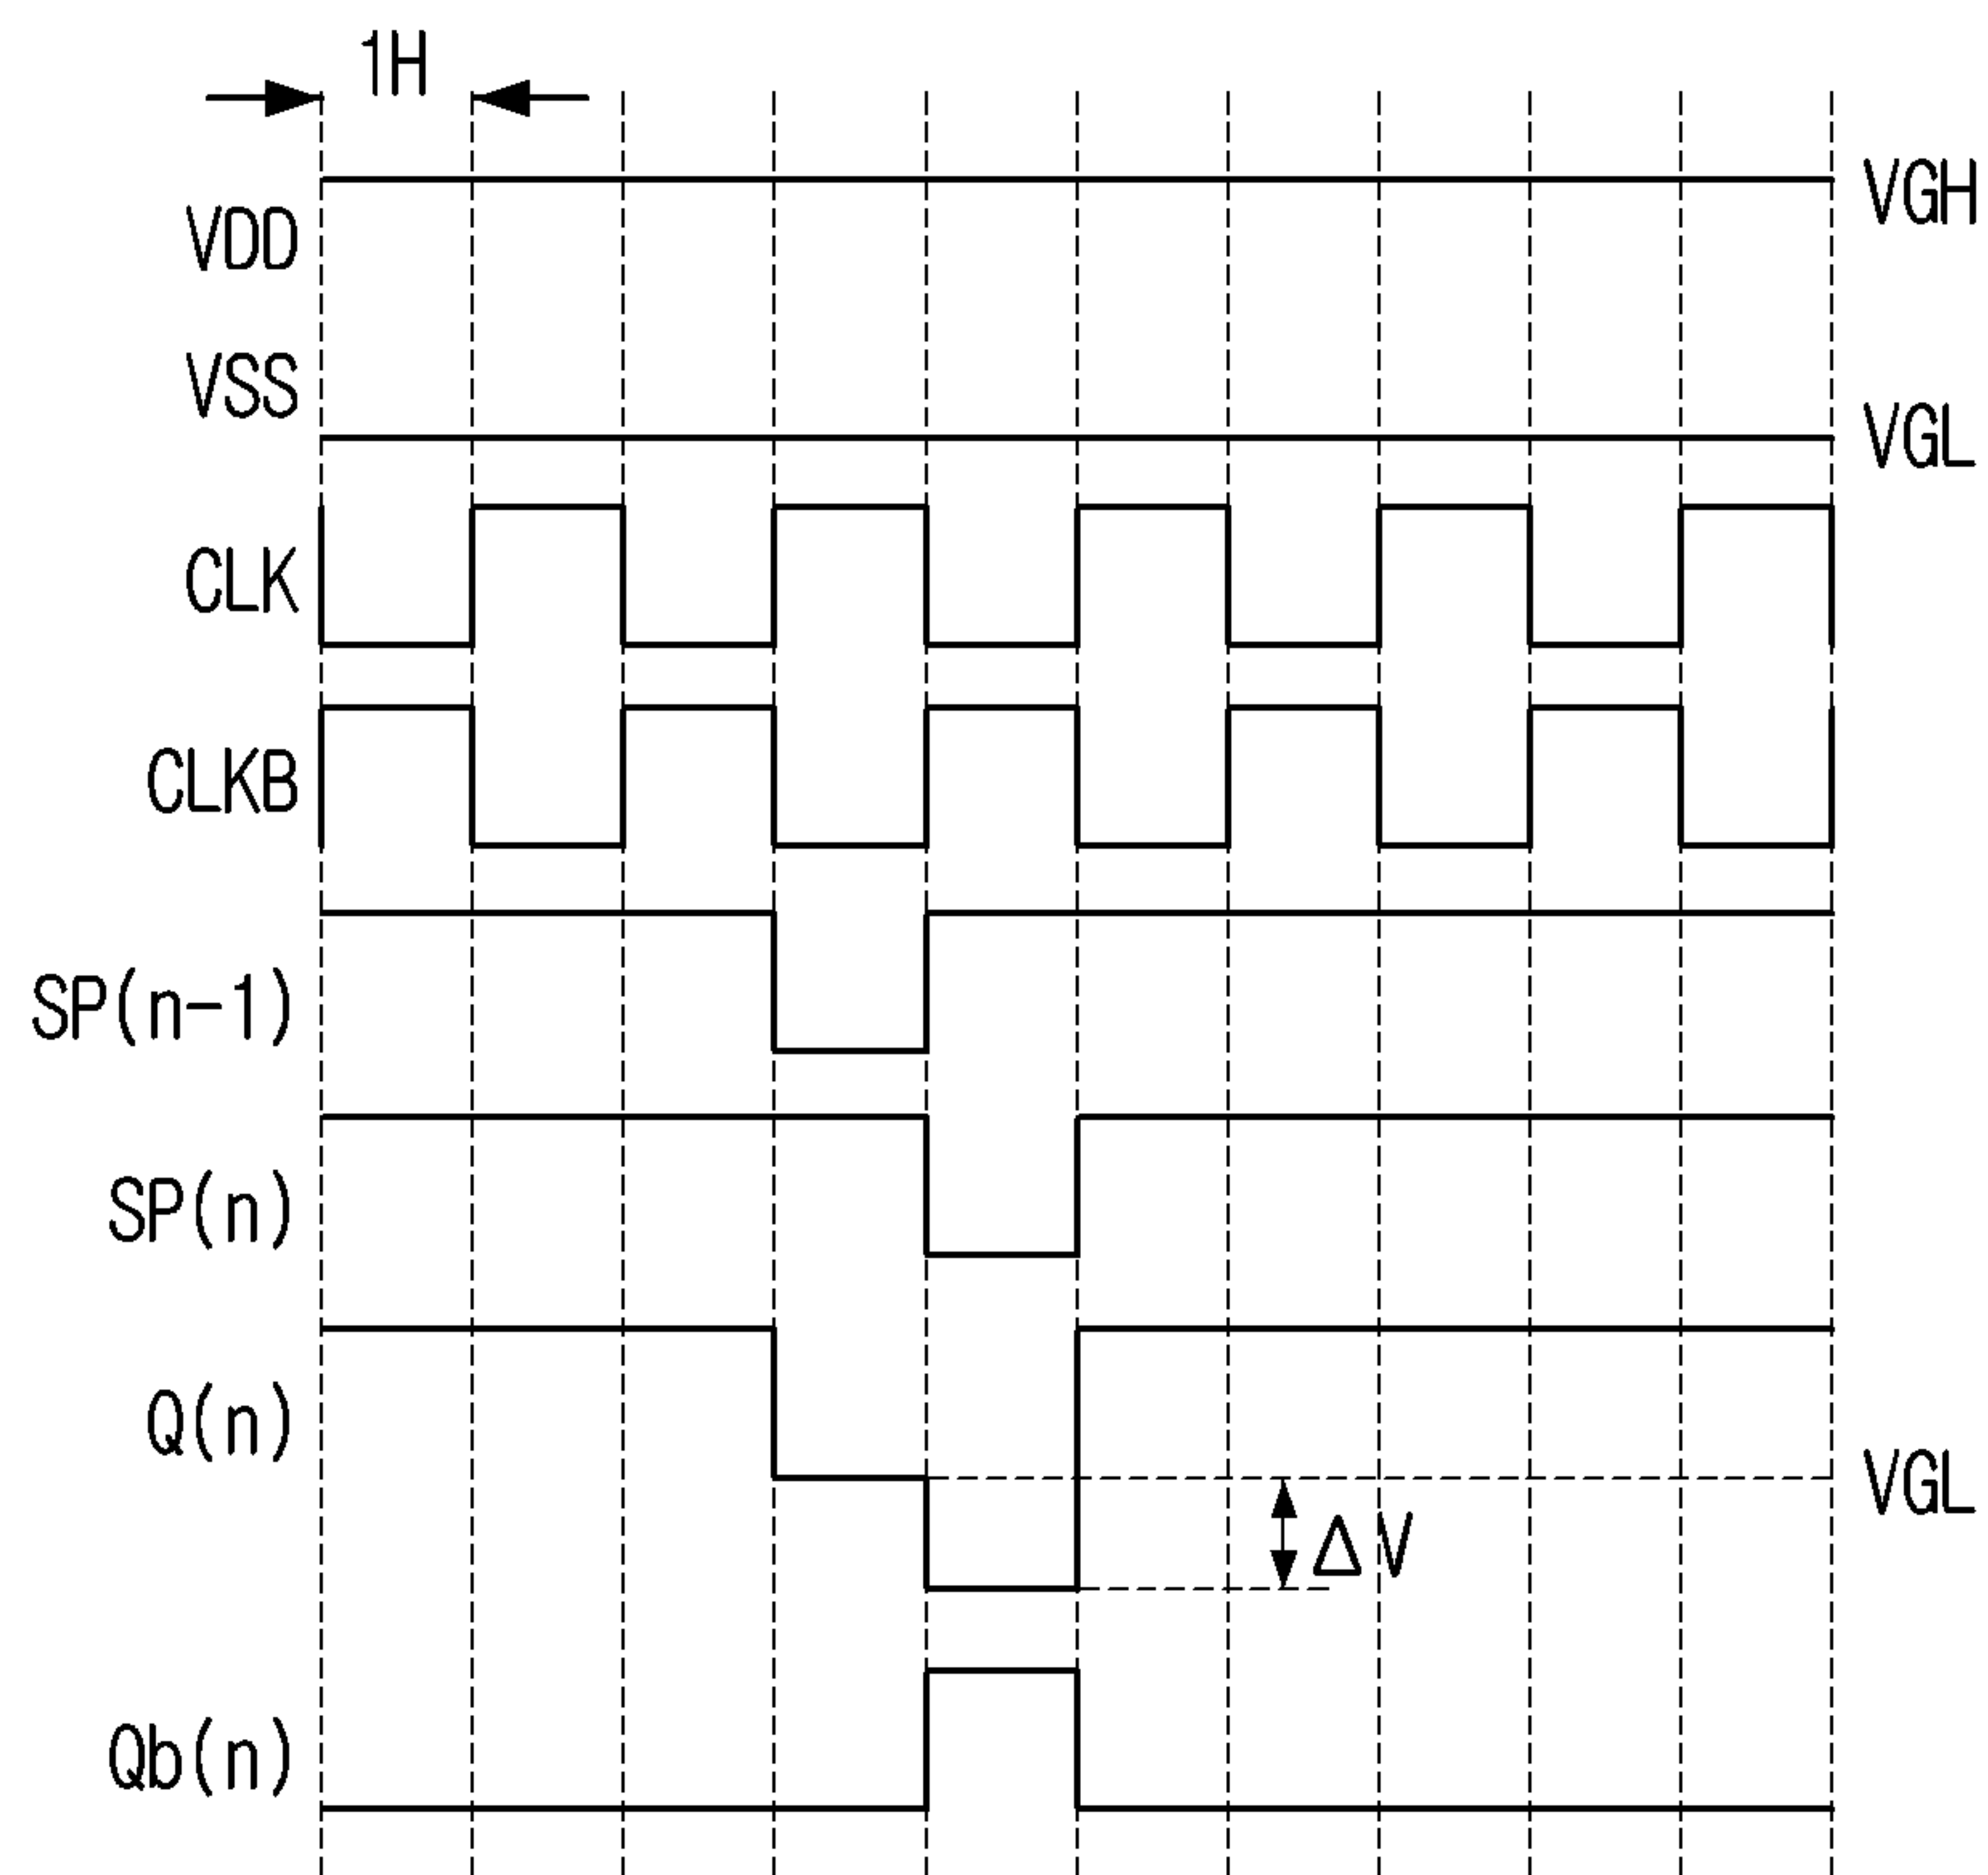 1H
VDD
VGH
VSS
VGL
CLK
CLKB
SP(n-1)
SP(n)
Q(n)
VGL
ΔV
Qb(n)